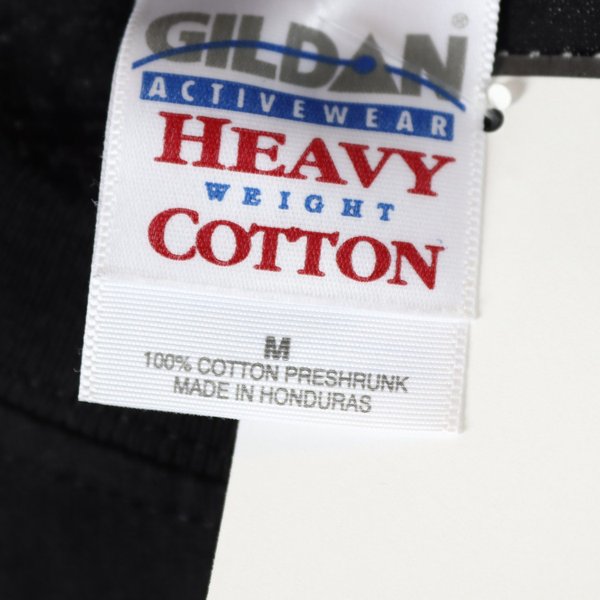 GILDAN®
ACTIVEWEAR
HEAVY
WEIGHT
COTTON
M
100% COTTON PRESHRUNK
MADE IN HONDURAS